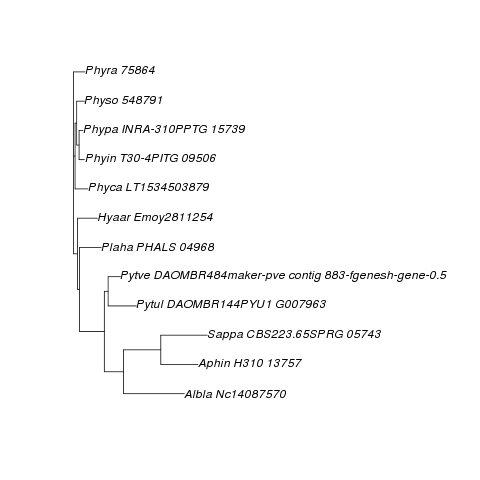 Phyra 75864
Physo 548791
Phypa INRA-310PPTG 15739
Phyin T30-4PITG 09506
Phyca LT1534503879
Hyaar Emoy2811254
Plaha PHALS 04968
Pytve DAOMBR484maker-pve contig 883-fgenesh-gene-0.5
Pytul DAOMBR144PYU1 G007963
Sappa CBS223.65SPRG 05743
Aphin H310 13757
Albla Nc14087570